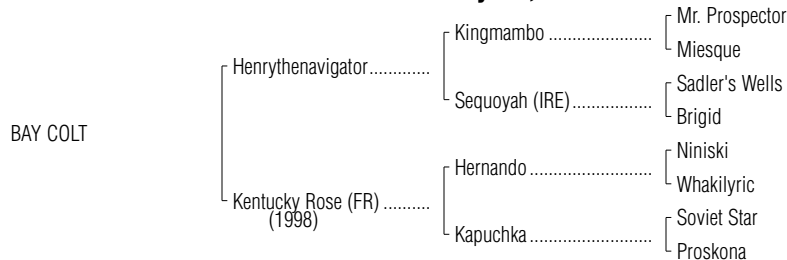 Mr. Prospector
Kingmambo ....................
Miesque
Henrythenavigator.............
Sadler's Wells
Sequoyah (IRE)................
Brigid
BAY COLT
Niniski
Hernando ........................
Whakilyric
Kentucky Rose (FR) ..........
(1998)
Soviet Star
Kapuchka ........................
Proskona